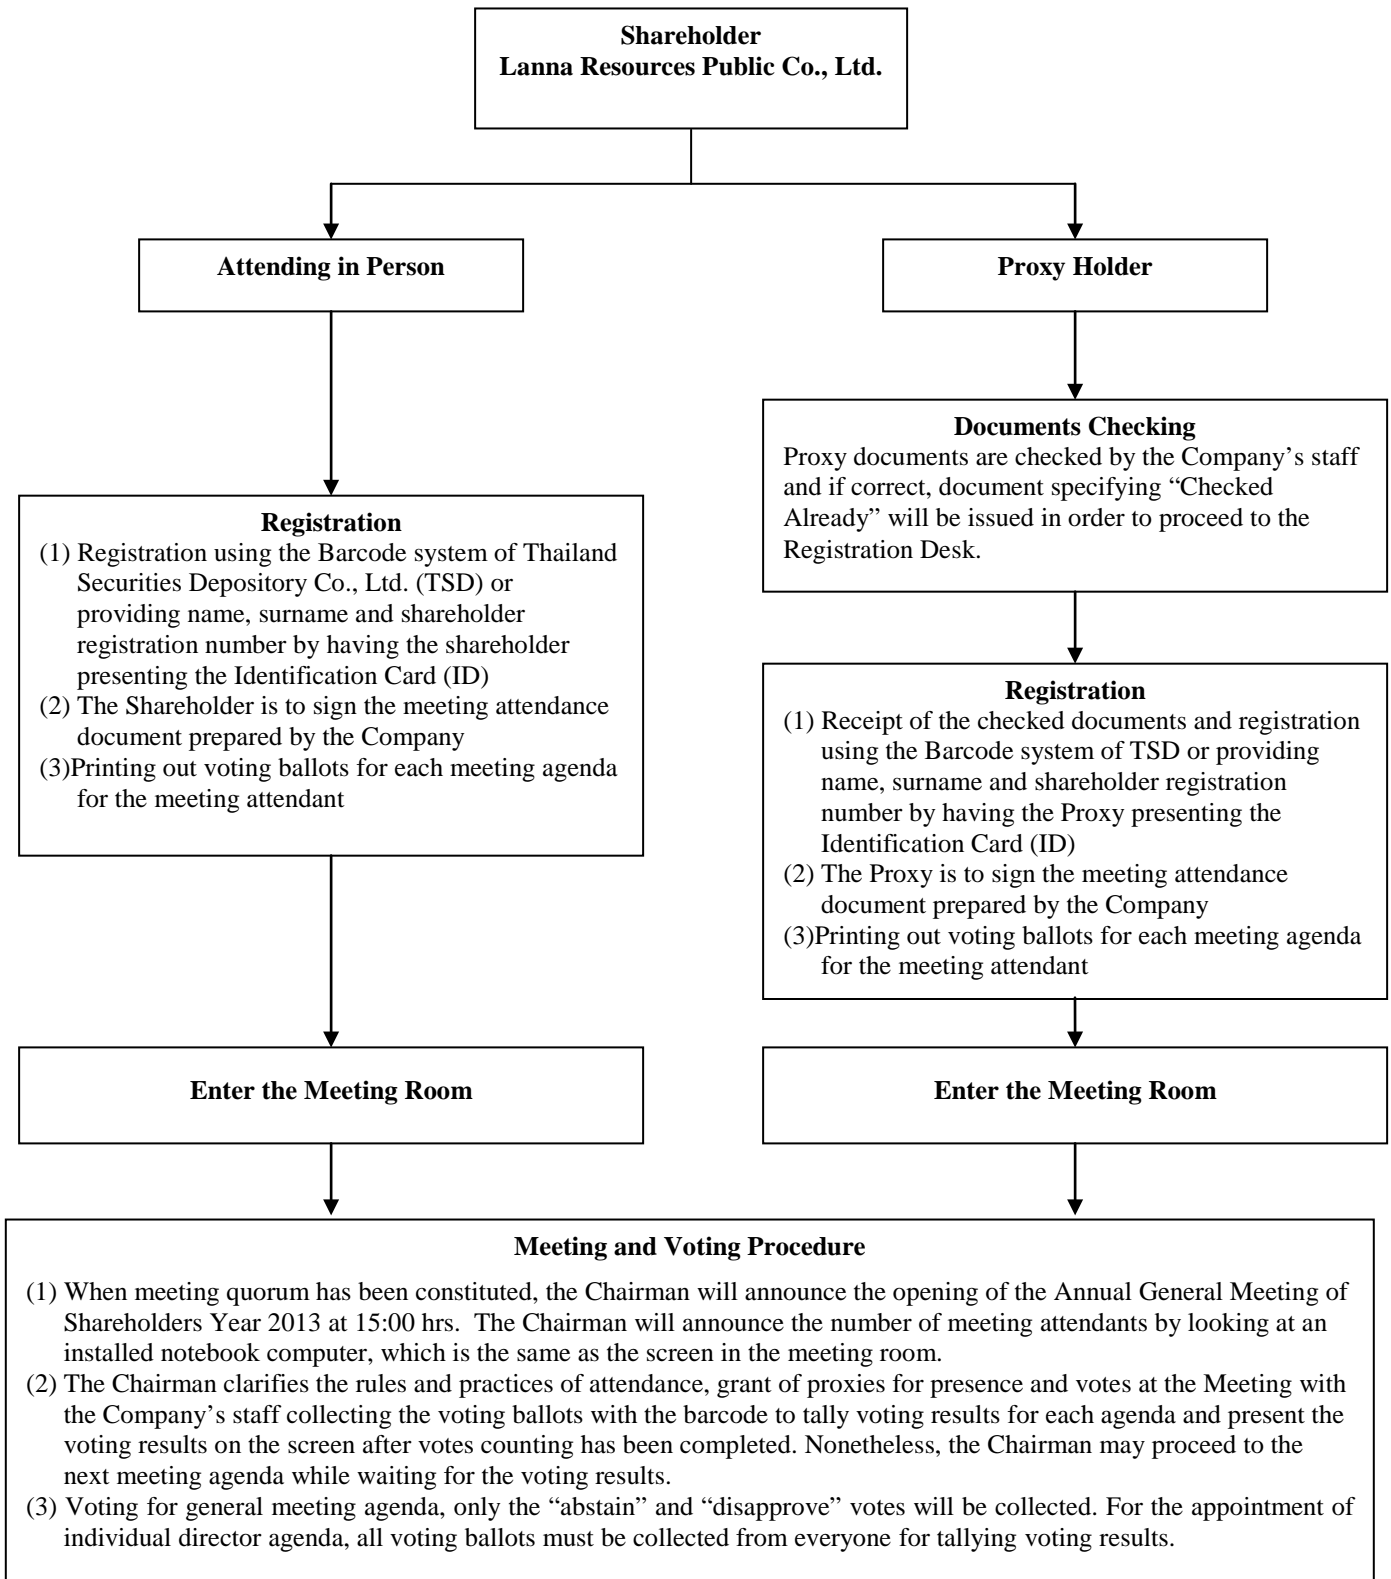 Shareholder
Lanna Resources Public Co., Ltd.
Attending in Person
Proxy Holder
Documents Checking
Proxy documents are checked by the Company’s staff
and if correct, document specifying “Checked
Already” will be issued in order to proceed to the
Registration Desk.
Registration
(1) Registration using the Barcode system of Thailand
Securities Depository Co., Ltd. (TSD) or
providing name, surname and shareholder
registration number by having the shareholder
presenting the Identification Card (ID)
(2) The Shareholder is to sign the meeting attendance
document prepared by the Company
(3)Printing out voting ballots for each meeting agenda
for the meeting attendant
Registration
(1) Receipt of the checked documents and registration
using the Barcode system of TSD or providing
name, surname and shareholder registration
number by having the Proxy presenting the
Identification Card (ID)
(2) The Proxy is to sign the meeting attendance
document prepared by the Company
(3)Printing out voting ballots for each meeting agenda
for the meeting attendant
Enter the Meeting Room
Enter the Meeting Room
Meeting and Voting Procedure
(1) When meeting quorum has been constituted, the Chairman will announce the opening of the Annual General Meeting of
Shareholders Year 2013 at 15:00 hrs.  The Chairman will announce the number of meeting attendants by looking at an
installed notebook computer, which is the same as the screen in the meeting room.
(2) The Chairman clarifies the rules and practices of attendance, grant of proxies for presence and votes at the Meeting with
the Company’s staff collecting the voting ballots with the barcode to tally voting results for each agenda and present the
voting results on the screen after votes counting has been completed. Nonetheless, the Chairman may proceed to the
next meeting agenda while waiting for the voting results.
(3) Voting for general meeting agenda, only the “abstain” and “disapprove” votes will be collected. For the appointment of
individual director agenda, all voting ballots must be collected from everyone for tallying voting results.